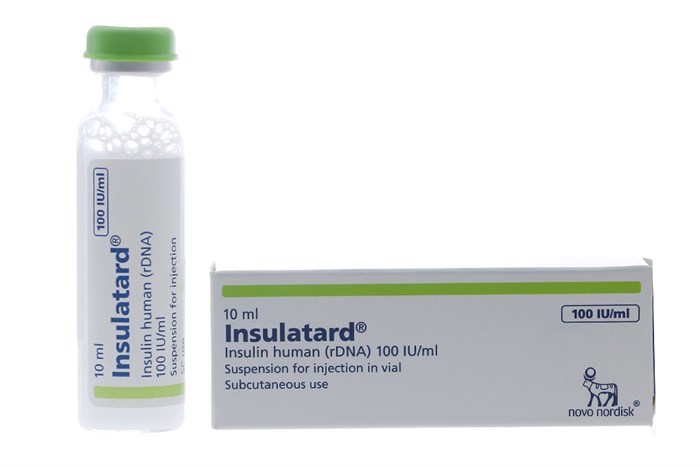 100 IU/ml
10 ml
Insulatard®
Insulin human (rDNA)
100 IU/ml
Suspension for injection
10 ml
Insulatard®
Insulin human (rDNA) 100 IU/ml
Suspension for injection in vial
Subcutaneous use
100 IU/ml
novo nordisk®